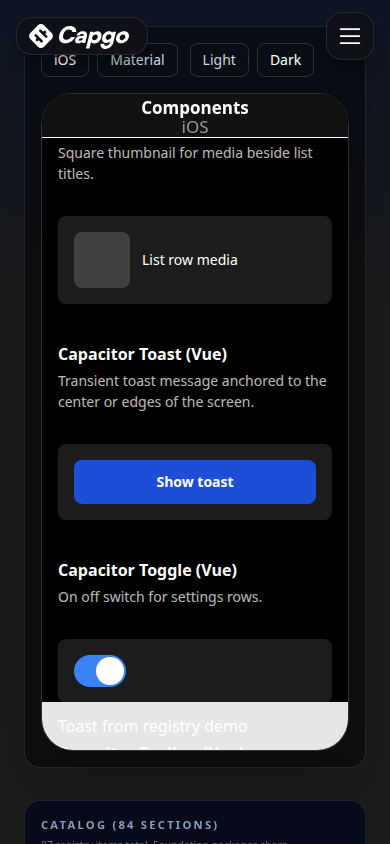 Capgo
iOS
Material
Light
Dark
Components
iOS
Square thumbnail for media beside list
titles.
List row media
Capacitor Toast (Vue)
Transient toast message anchored to the
center or edges of the screen.
Show toast
Capacitor Toggle (Vue)
On off switch for settings rows.
Toast from registry demo
CATALOG (84 SECTIONS)